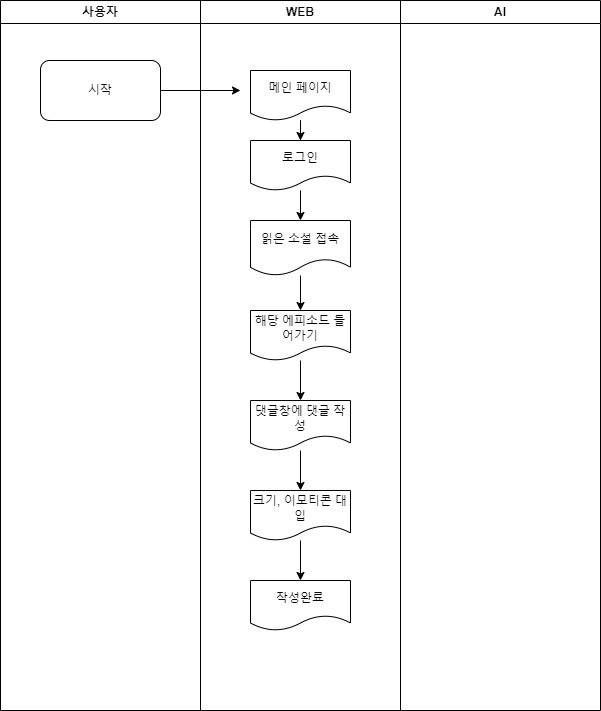 사용자
WEB
AI
시작
메인 페이지
로그인
읽은 소설 접속
해당 에피소드 들
어가기
댓글창에 댓글 작
성
크기, 이모티콘 대
입
작성완료